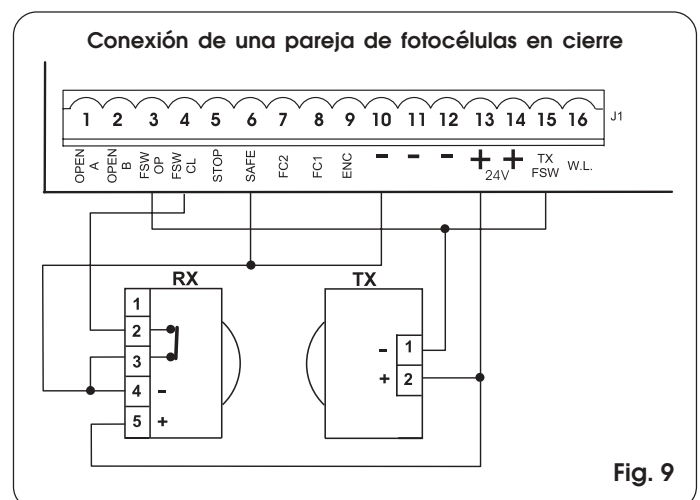 Conexión de una pareja de fotocélulas en cierre
1 2 3 4 5 6 7 8 9 10 11 12 13 14 15 16 J1
OPEN A
OPEN B
FSW OP
FSW CL
STOP
SAFE
FC2
FC1
ENC
- - - + +
24V
TX FSW
W.L.
RX
1
2
3
4 -
5 +
TX
- 1
+ 2
Fig. 9